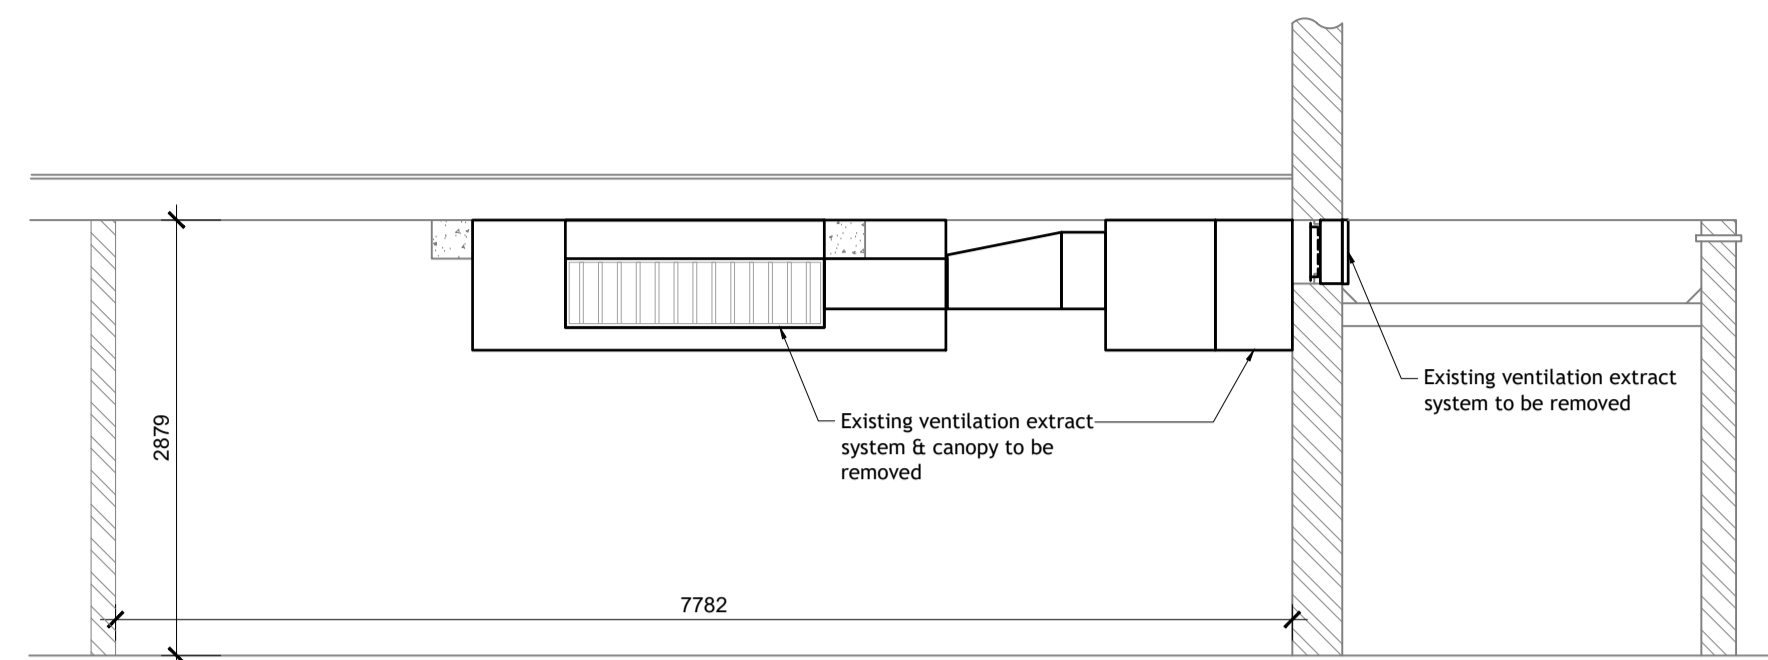 Existing ventilation extract
system to be removed
Existing ventilation extract
system & canopy to be
removed
2879
7782